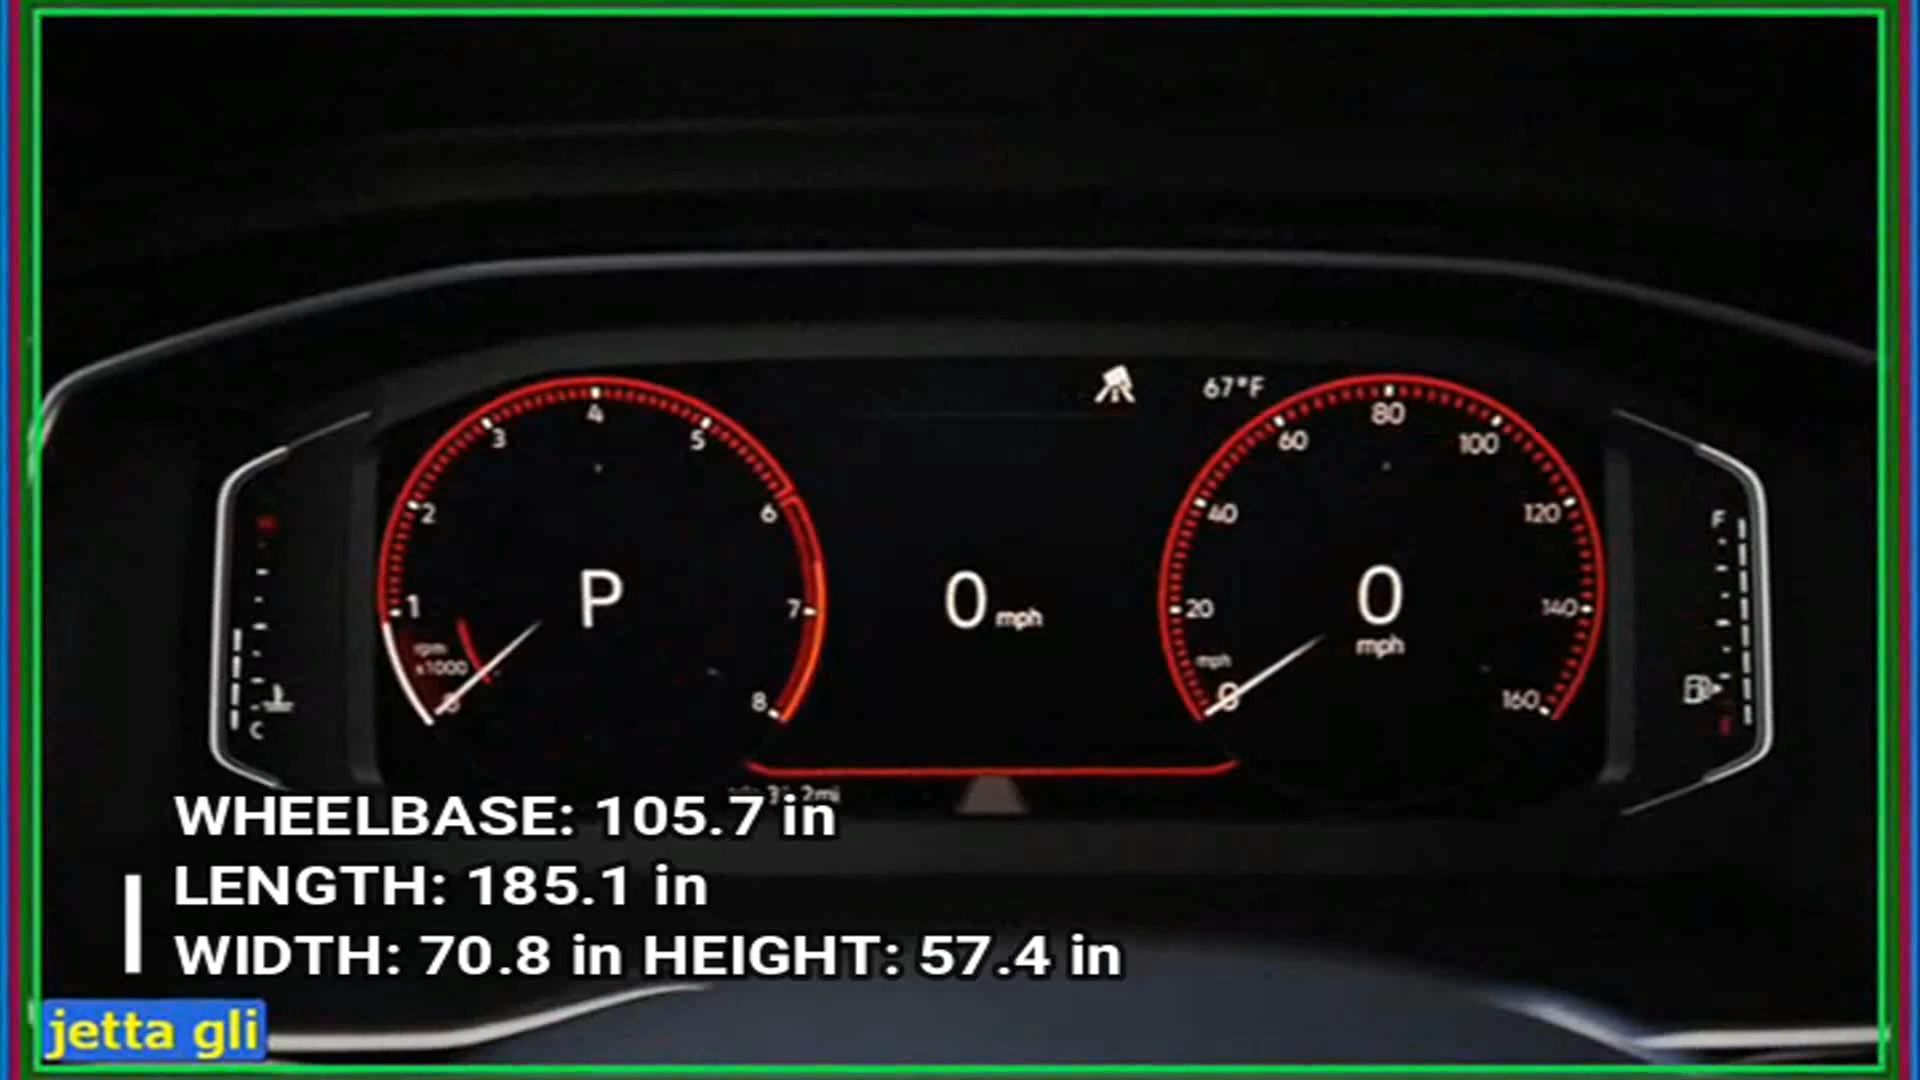 67°F
4
3
5
2
6
1
7
rpm
x1000
8
P
0 mph
80
60
100
40
120
20
140
mph
0
160
0
mph
F
C
WHEELBASE: 105.7 in
LENGTH: 185.1 in
WIDTH: 70.8 in HEIGHT: 57.4 in
jetta gli